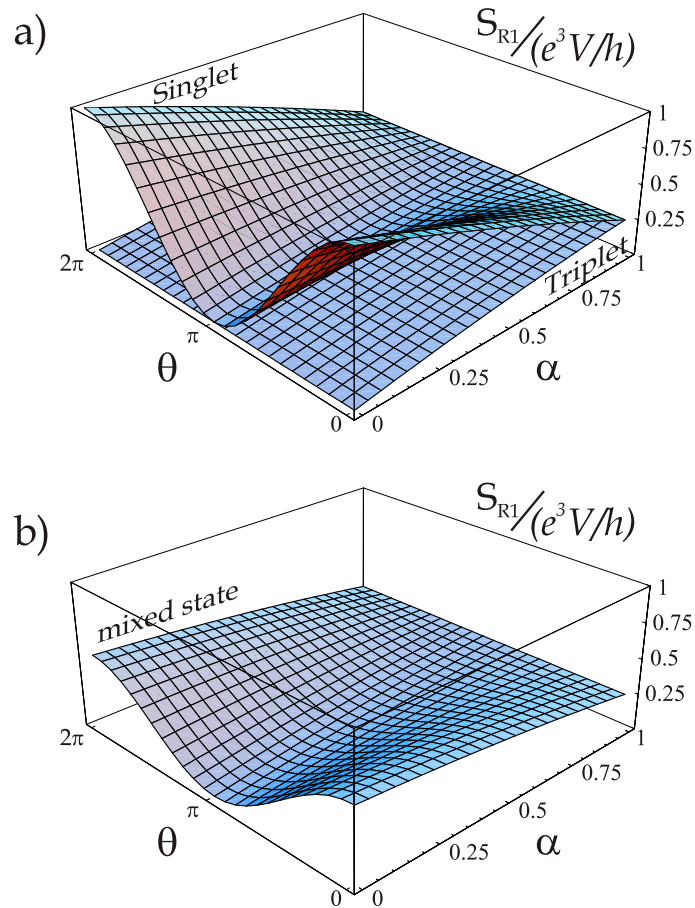 a)
S_R1/(e³V/h)
Singlet
1
0.75
0.5
0.25
Triplet
1
0.75
0.5
0.25
0
α
2π
π
0
θ
b)
S_R1/(e³V/h)
mixed state
1
0.75
0.5
0.25
1
0.75
0.5
0.25
0
α
2π
π
0
θ